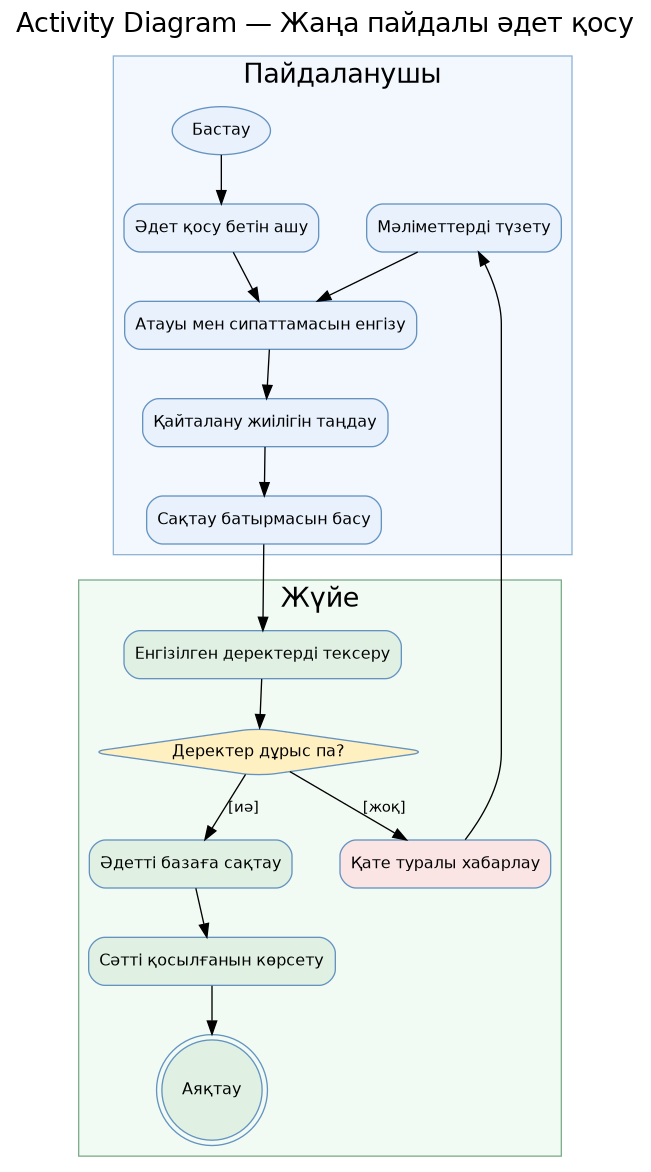 Activity Diagram — Жаңа пайдалы әдет қосу
Пайдаланушы
Бастау
Әдет қосу бетін ашу
Мәліметтерді түзету
Атауы мен сипаттамасын енгізу
Қайталану жиілігін таңдау
Сақтау батырмасын басу
Жүйе
Енгізілген деректерді тексеру
Деректер дұрыс па?
[иә]
[жоқ]
Әдетті базаға сақтау
Қате туралы хабарлау
Сәтті қосылғанын көрсету
Аяқтау